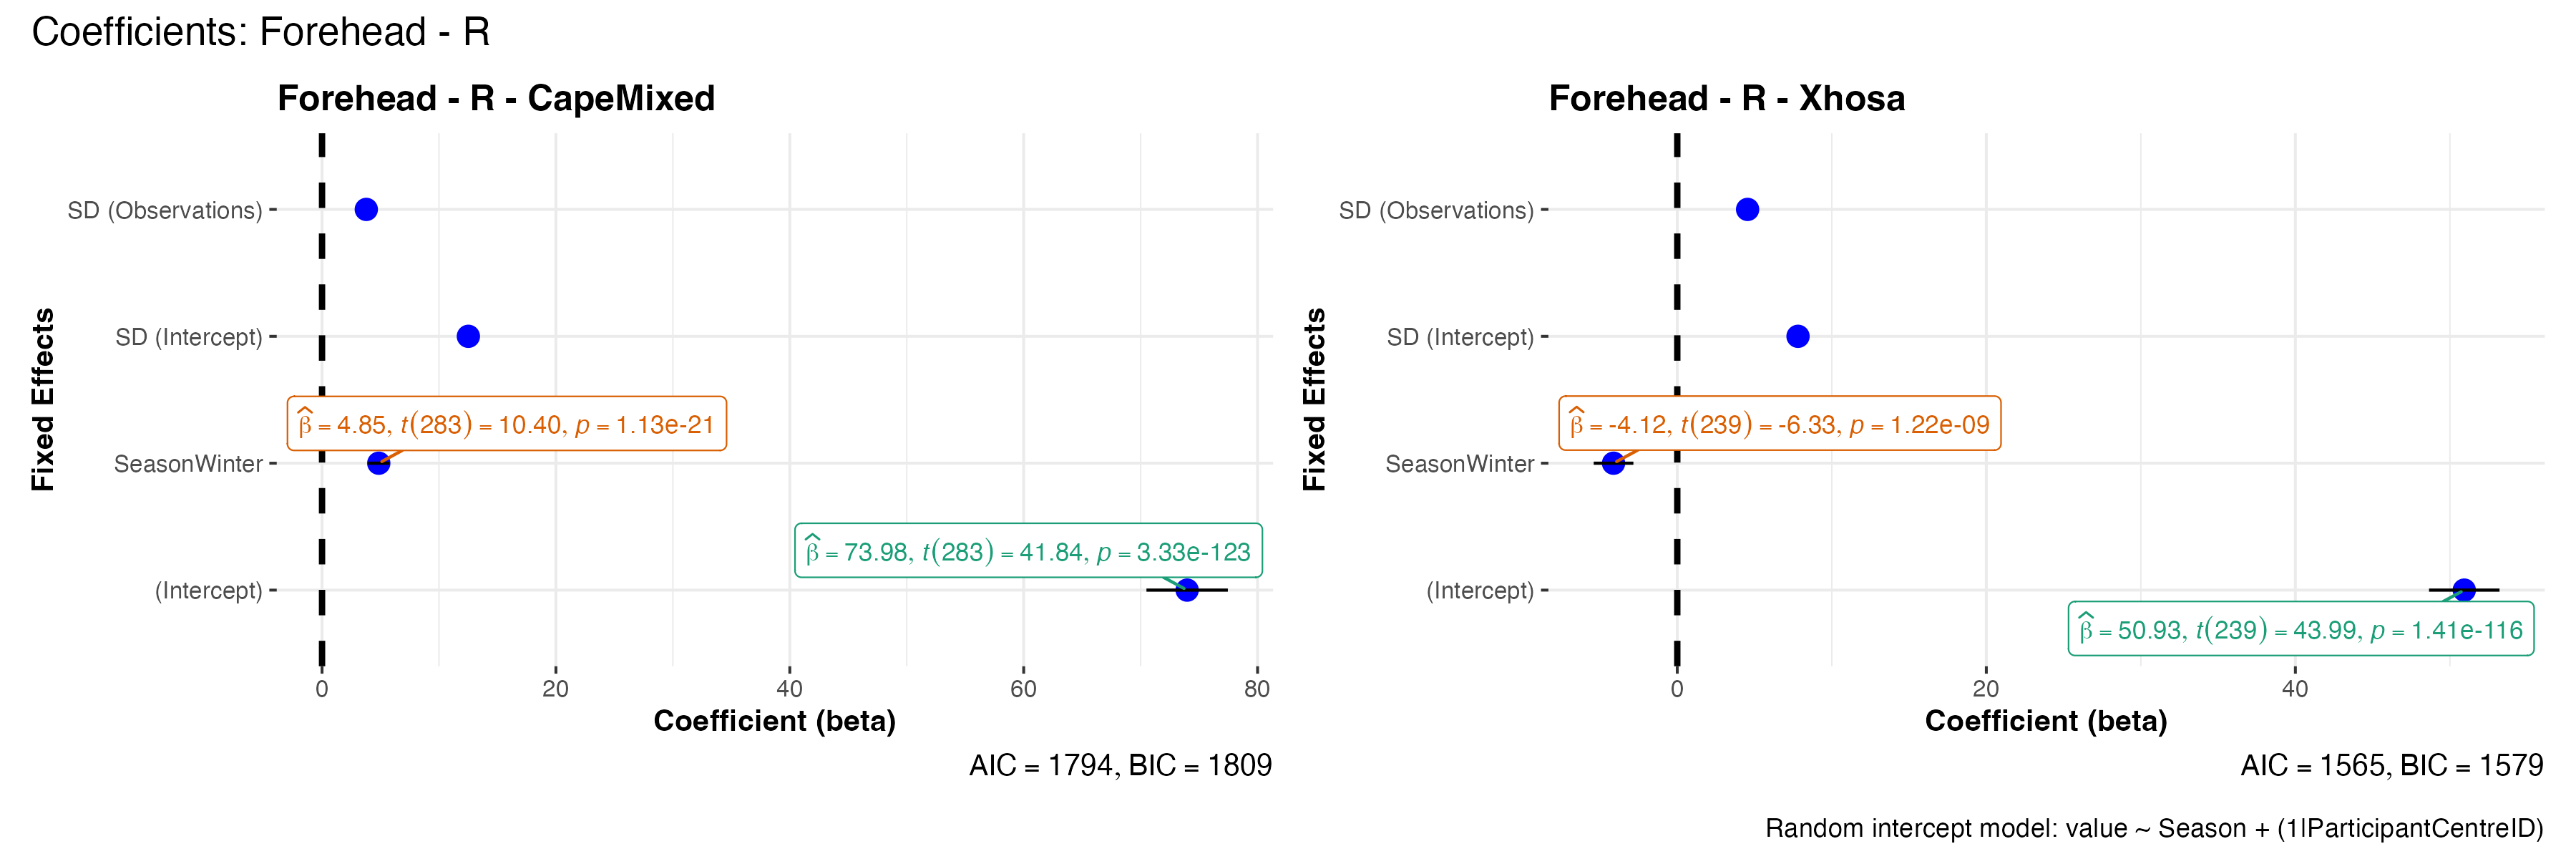 Coefficients: Forehead - R
Forehead - R - CapeMixed
Fixed Effects
SD (Observations)
SD (Intercept)
β̂ = 4.85, t(283) = 10.40, p = 1.13e-21
SeasonWinter
β̂ = 73.98, t(283) = 41.84, p = 3.33e-123
(Intercept)
0 20 40 60 80
Coefficient (beta)
AIC = 1794, BIC = 1809
Forehead - R - Xhosa
Fixed Effects
SD (Observations)
SD (Intercept)
β̂ = -4.12, t(239) = -6.33, p = 1.22e-09
SeasonWinter
(Intercept)
β̂ = 50.93, t(239) = 43.99, p = 1.41e-116
0 20 40
Coefficient (beta)
AIC = 1565, BIC = 1579
Random intercept model: value ~ Season + (1|ParticipantCentreID)